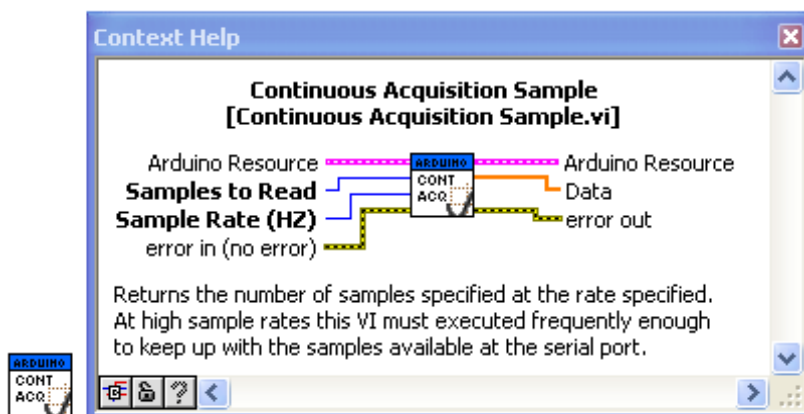 Context Help
Continuous Acquisition Sample
[Continuous Acquisition Sample.vi]
Arduino Resource
ARDUINO
Arduino Resource
Samples to Read
CONT
Data
Sample Rate (HZ)
ACQ
error out
error in (no error)
Returns the number of samples specified at the rate specified.
At high sample rates this VI must executed frequently enough
to keep up with the samples available at the serial port.
ARDUINO
CONT
ACQ
?